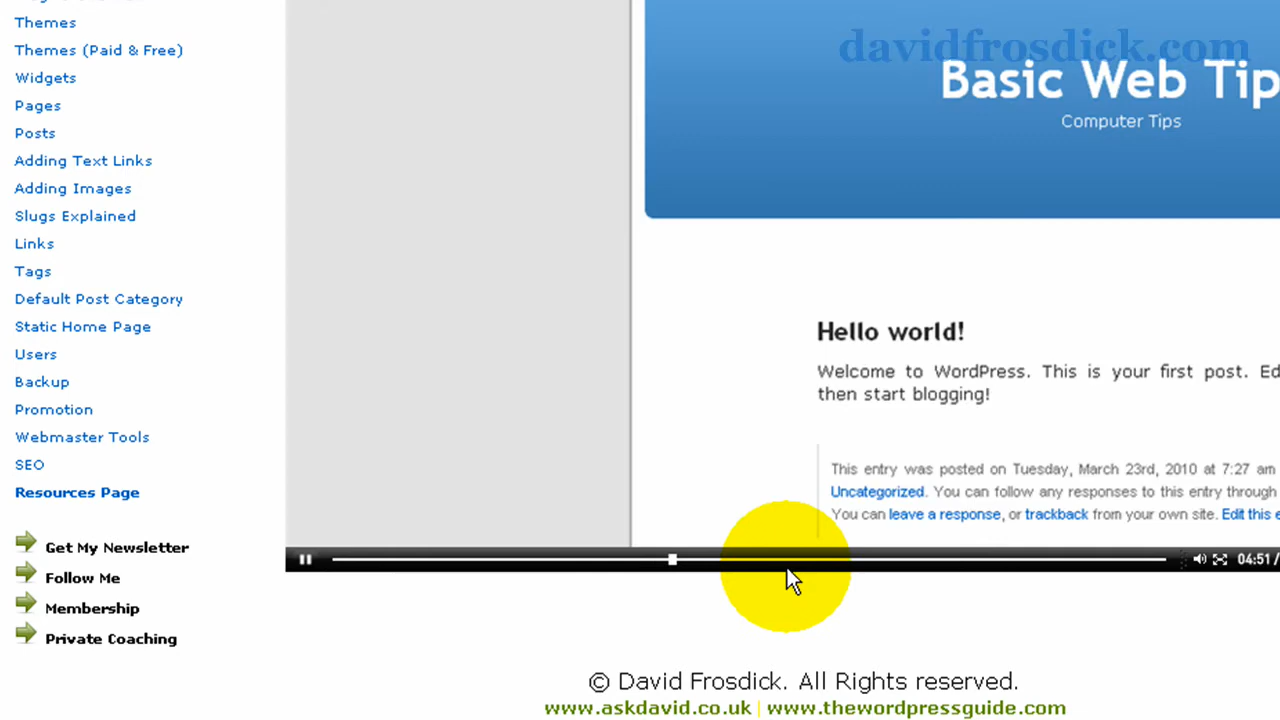 Themes
Themes (Paid & Free)
Widgets
Pages
Posts
Adding Text Links
Adding Images
Slugs Explained
Links
Tags
Default Post Category
Static Home Page
Users
Backup
Promotion
Webmaster Tools
SEO
Resources Page
Get My Newsletter
Follow Me
Membership
Private Coaching
davidfrosdick.com
Basic Web Tip
Computer Tips
Hello world!
Welcome to WordPress. This is your first post. Ed
then start blogging!
This entry was posted on Tuesday, March 23rd, 2010 at 7:27 am
Uncategorized. You can follow any responses to this entry through
You can leave a response, or trackback from your own site. Edit this e
04:51 /
© David Frosdick. All Rights reserved.
www.askdavid.co.uk | www.thewordpressguide.com